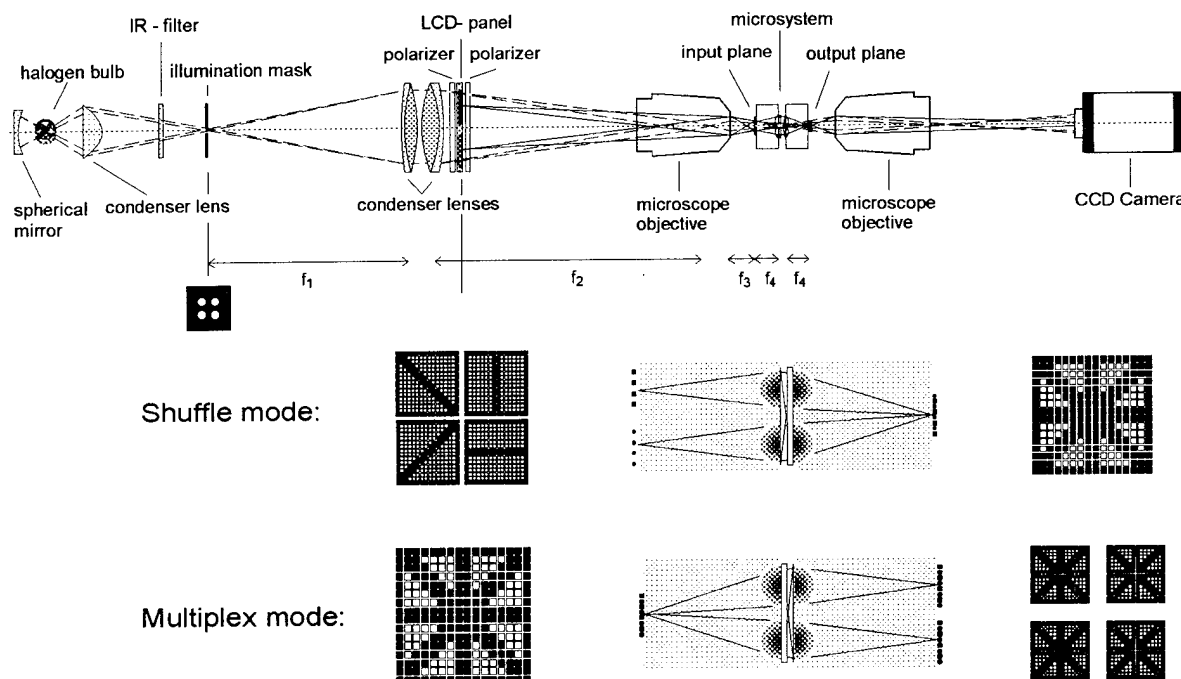 microsystem
IR - filter
LCD- panel
input plane
output plane
polarizer
polarizer
halogen bulb
illumination mask
spherical
mirror
condenser lens
condenser lenses
microscope
objective
microscope
objective
CCD Camera
f1
f2
f3
f4
f4
Shuffle mode:
Multiplex mode: